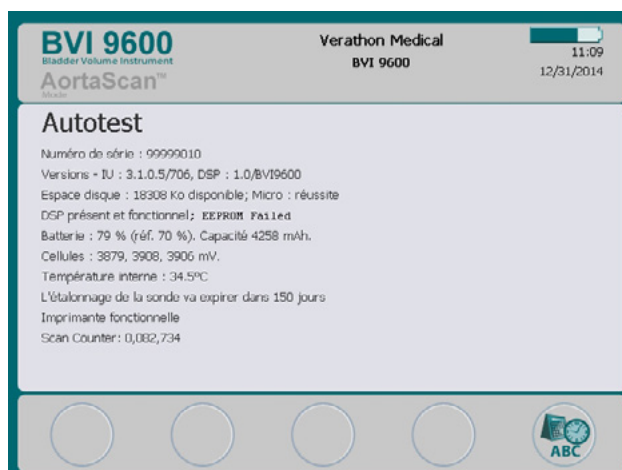 BVI 9600
Bladder Volume Instrument
AortaScan™
Mode
Verathon Medical
BVI 9600
11:09
12/31/2014
Autotest
Numéro de série : 99999010
Versions - IU : 3.1.0.5/706, DSP : 1.0/BVI9600
Espace disque : 18308 Ko disponible; Micro : réussite
DSP présent et fonctionnel; EEPROM Failed
Batterie : 79 % (réf. 70 %). Capacité 4258 mAh.
Cellules : 3879, 3908, 3906 mV.
Température interne : 34.5ºC
L'étalonnage de la sonde va expirer dans 150 jours
Imprimante fonctionnelle
Scan Counter: 0,082,734
ABC